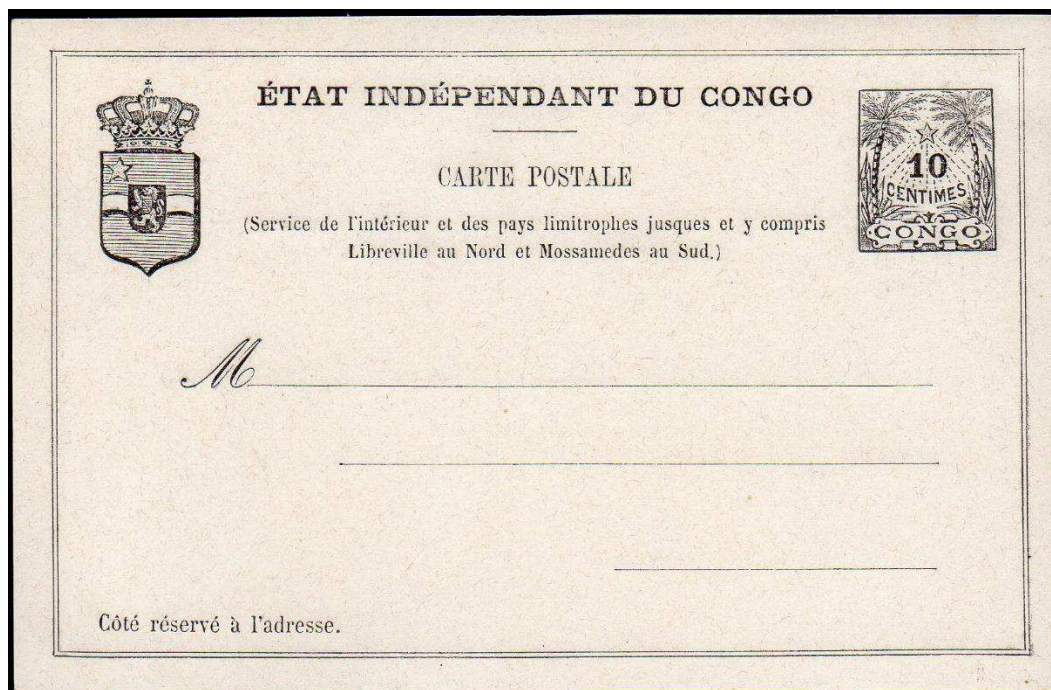 ÉTAT INDÉPENDANT DU CONGO
CARTE POSTALE
(Service de l'intérieur et des pays limitrophes jusques et y compris
Libreville au Nord et Mossamedes au Sud.)
10
CENTIMES
CONGO
M
Côté réservé à l'adresse.